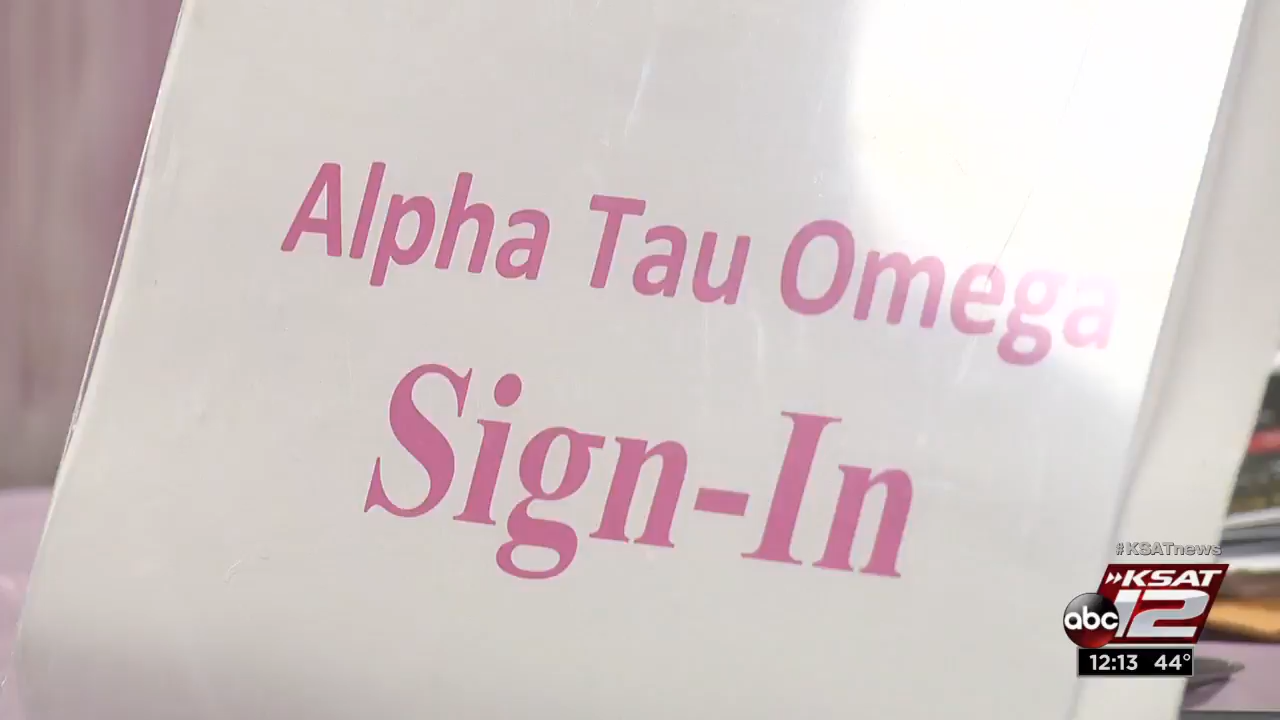 Alpha Tau Omega
Sign-In
#KSATnews
KSAT
abc 12
12:13 44°